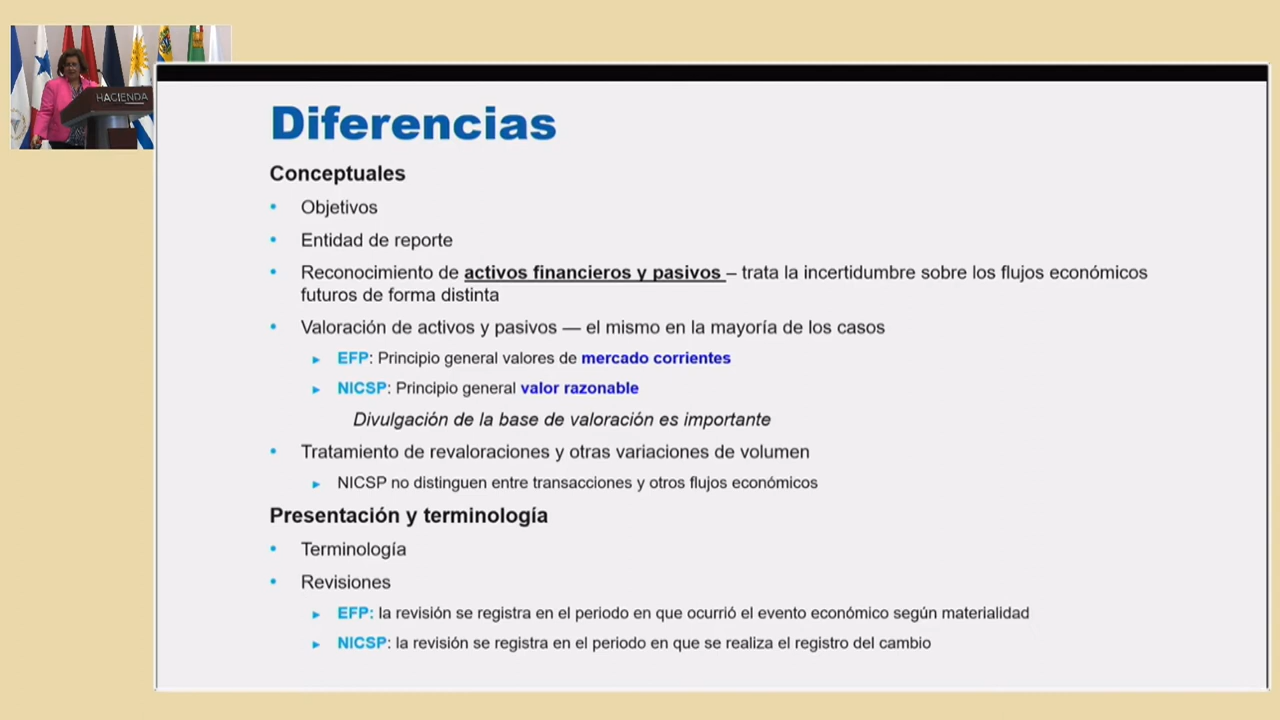 HACIENDA
Diferencias
Conceptuales
• Objetivos
• Entidad de reporte
• Reconocimiento de activos financieros y pasivos – trata la incertidumbre sobre los flujos económicos
futuros de forma distinta
• Valoración de activos y pasivos — el mismo en la mayoría de los casos
► EFP: Principio general valores de mercado corrientes
► NICSP: Principio general valor razonable
Divulgación de la base de valoración es importante
• Tratamiento de revaloraciones y otras variaciones de volumen
► NICSP no distinguen entre transacciones y otros flujos económicos
Presentación y terminología
• Terminología
• Revisiones
► EFP: la revisión se registra en el periodo en que ocurrió el evento económico según materialidad
► NICSP: la revisión se registra en el periodo en que se realiza el registro del cambio